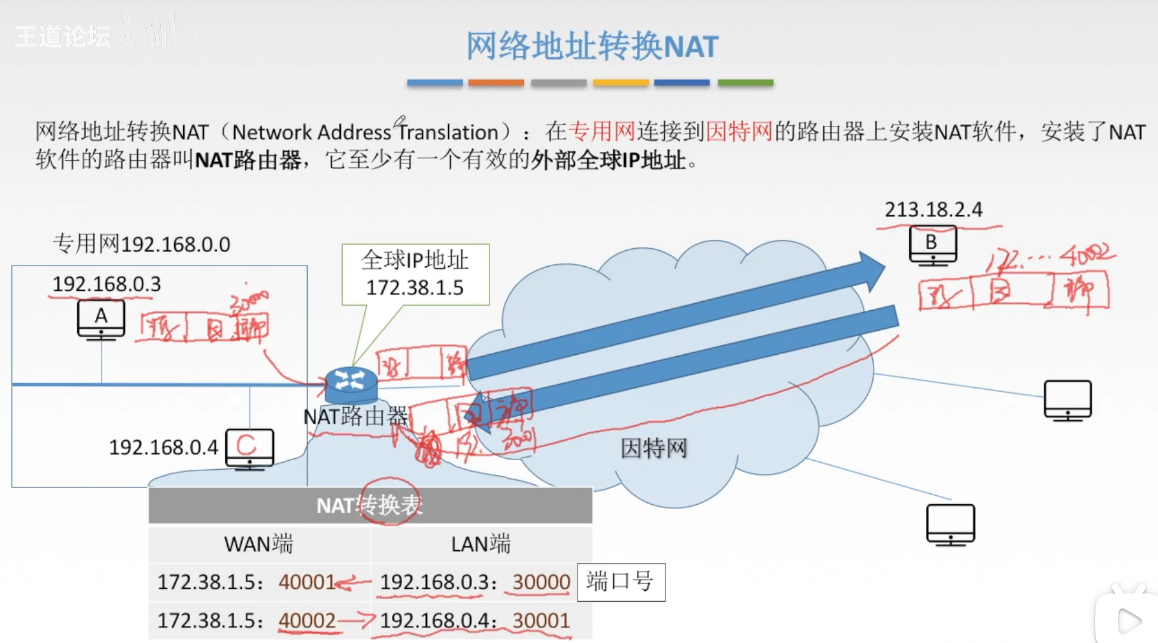 王道论坛
网络地址转换NAT
网络地址转换NAT（Network Address Translation）：在专用网连接到因特网的路由器上安装NAT软件，安装了NAT
软件的路由器叫NAT路由器，它至少有一个有效的外部全球IP地址。
213.18.2.4
专用网192.168.0.0
B
全球IP地址
172.38.1.5
192.168.0.3
A
30000
4002
NAT路由器
192.168.0.4
C
因特网
NAT转换表
WAN端
LAN端
172.38.1.5：40001
192.168.0.3：30000
端口号
172.38.1.5：40002
192.168.0.4：30001